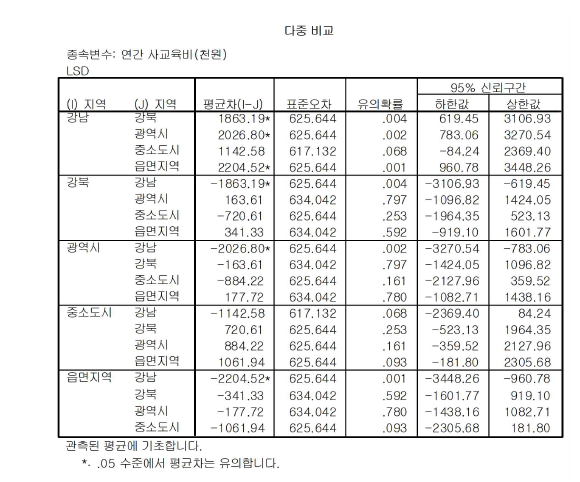 다중 비교
종속변수: 연간 사교육비(천원)
LSD
95% 신뢰구간
(I) 지역 (J) 지역 평균차(I-J) 표준오차 유의확률 하한값 상한값
강남 강북 1863.19* 625.644 .004 619.45 3106.93
광역시 2026.80* 625.644 .002 783.06 3270.54
중소도시 1142.58 617.132 .068 -84.24 2369.40
읍면지역 2204.52* 625.644 .001 960.78 3448.26
강북 강남 -1863.19* 625.644 .004 -3106.93 -619.45
광역시 163.61 634.042 .797 -1096.82 1424.05
중소도시 -720.61 625.644 .253 -1964.35 523.13
읍면지역 341.33 634.042 .592 -919.10 1601.77
광역시 강남 -2026.80* 625.644 .002 -3270.54 -783.06
강북 -163.61 634.042 .797 -1424.05 1096.82
중소도시 -884.22 625.644 .161 -2127.96 359.52
읍면지역 177.72 634.042 .780 -1082.71 1438.16
중소도시 강남 -1142.58 617.132 .068 -2369.40 84.24
강북 720.61 625.644 .253 -523.13 1964.35
광역시 884.22 625.644 .161 -359.52 2127.96
읍면지역 1061.94 625.644 .093 -181.80 2305.68
읍면지역 강남 -2204.52* 625.644 .001 -3448.26 -960.78
강북 -341.33 634.042 .592 -1601.77 919.10
광역시 -177.72 634.042 .780 -1438.16 1082.71
중소도시 -1061.94 625.644 .093 -2305.68 181.80
관측된 평균에 기초합니다.
*. .05 수준에서 평균차는 유의합니다.